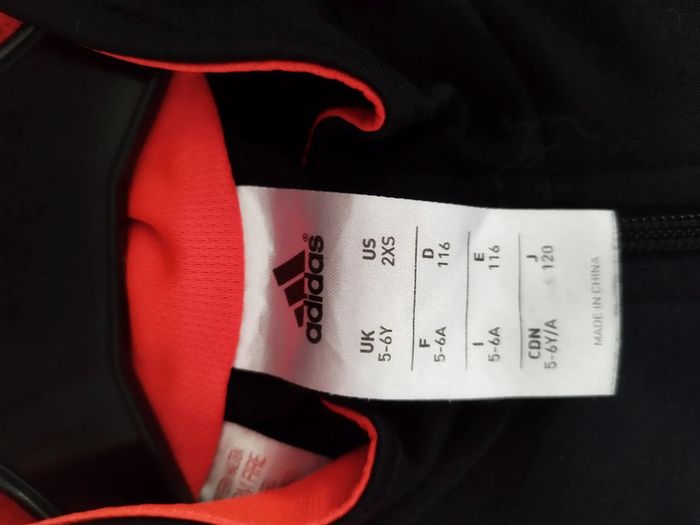 adidas®
UK US
5-6Y 2XS
F D
5-6A 116
I E
5-6A 116
CDN J
5-6Y/A 120
MADE IN CHINA